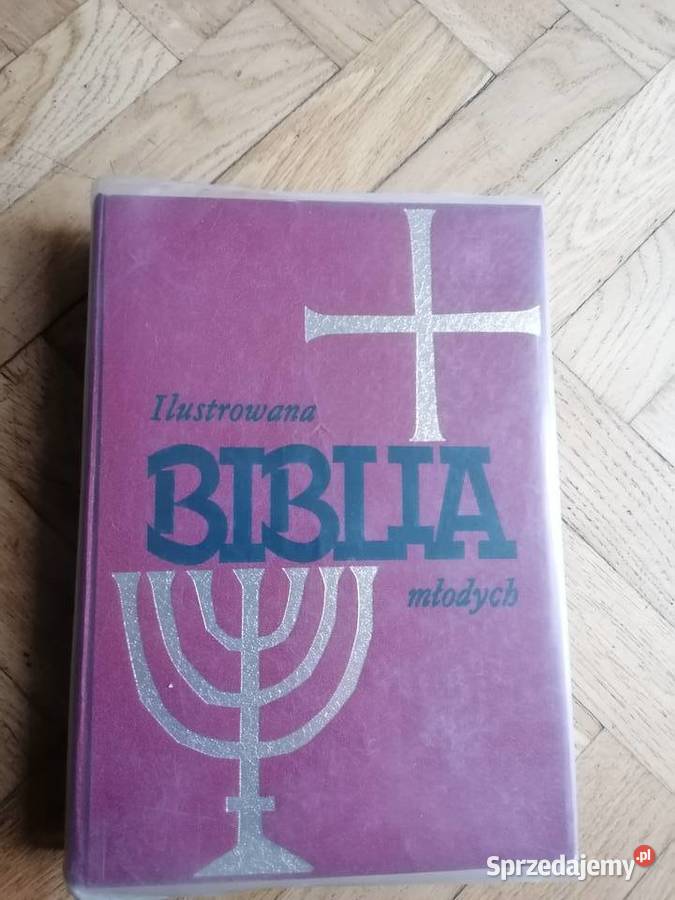 Ilustrowana
BIBLIA
młodych
Sprzedajemy.pl